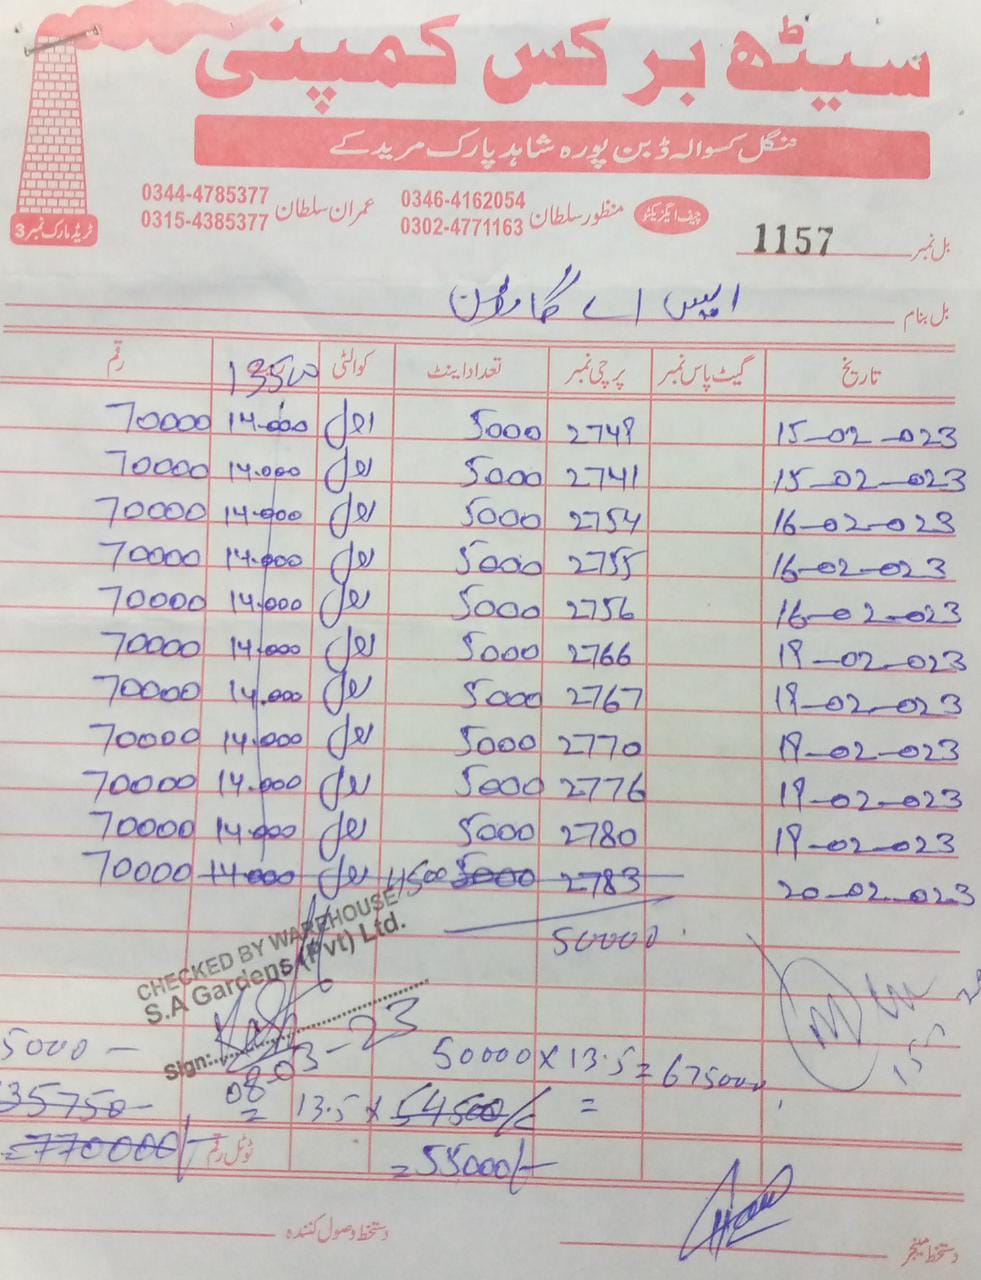 سیٹھ برکس کمپنی
ننگل کسوالہ ڈبن پورہ شاہد پارک مریدکے
چیف ایگزیکٹو منظور سلطان 0346-4162054 عمران سلطان 0344-4785377
0302-4771163 0315-4385377
ٹریڈ مارک نمبر 3
بل نمبر 1157
بل بنام ایس اے گارڈن
تاریخ گیٹ پاس نمبر پرچی نمبر تعداد اینٹ کوالٹی 13500 رقم
15-02-023 2749 5000 اول 14.000 70000
15-02-023 2741 5000 اول 14.000 70000
16-02-023 2754 5000 اول 14.000 70000
16-02-023 2755 5000 اول 14.000 70000
16-02-023 2756 5000 اول 14.000 70000
19-02-023 2766 5000 اول 14.000 70000
19-02-023 2767 5000 اول 14.000 70000
19-02-023 2770 5000 اول 14.000 70000
19-02-023 2776 5000 اول 14.000 70000
19-02-023 2780 5000 اول 14.000 70000
20-02-023 2783 5000 4500 اول 14.000 70000
50000
CHECKED BY WAREHOUSE
S.A Gardens (Pvt) Ltd.
Sign:
08-03-23
50000 x 13.5 = 675000
5000 -
13.5 x 54500/- =
35750-
ٹوٹل رقم 770000/-
= 55000/-
دستخط منیجر دستخط وصول کنندہ